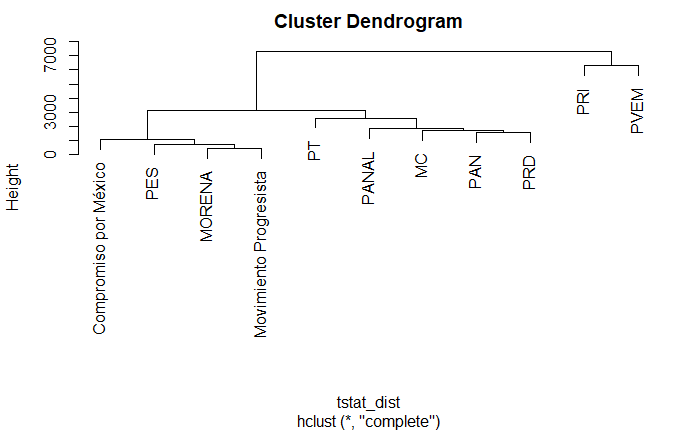 Cluster Dendrogram
Height
7000
3000
0
Compromiso por México
PES
MORENA
Movimiento Progresista
PT
PANAL
MC
PAN
PRD
PRI
PVEM
tstat_dist
hclust (*, "complete")